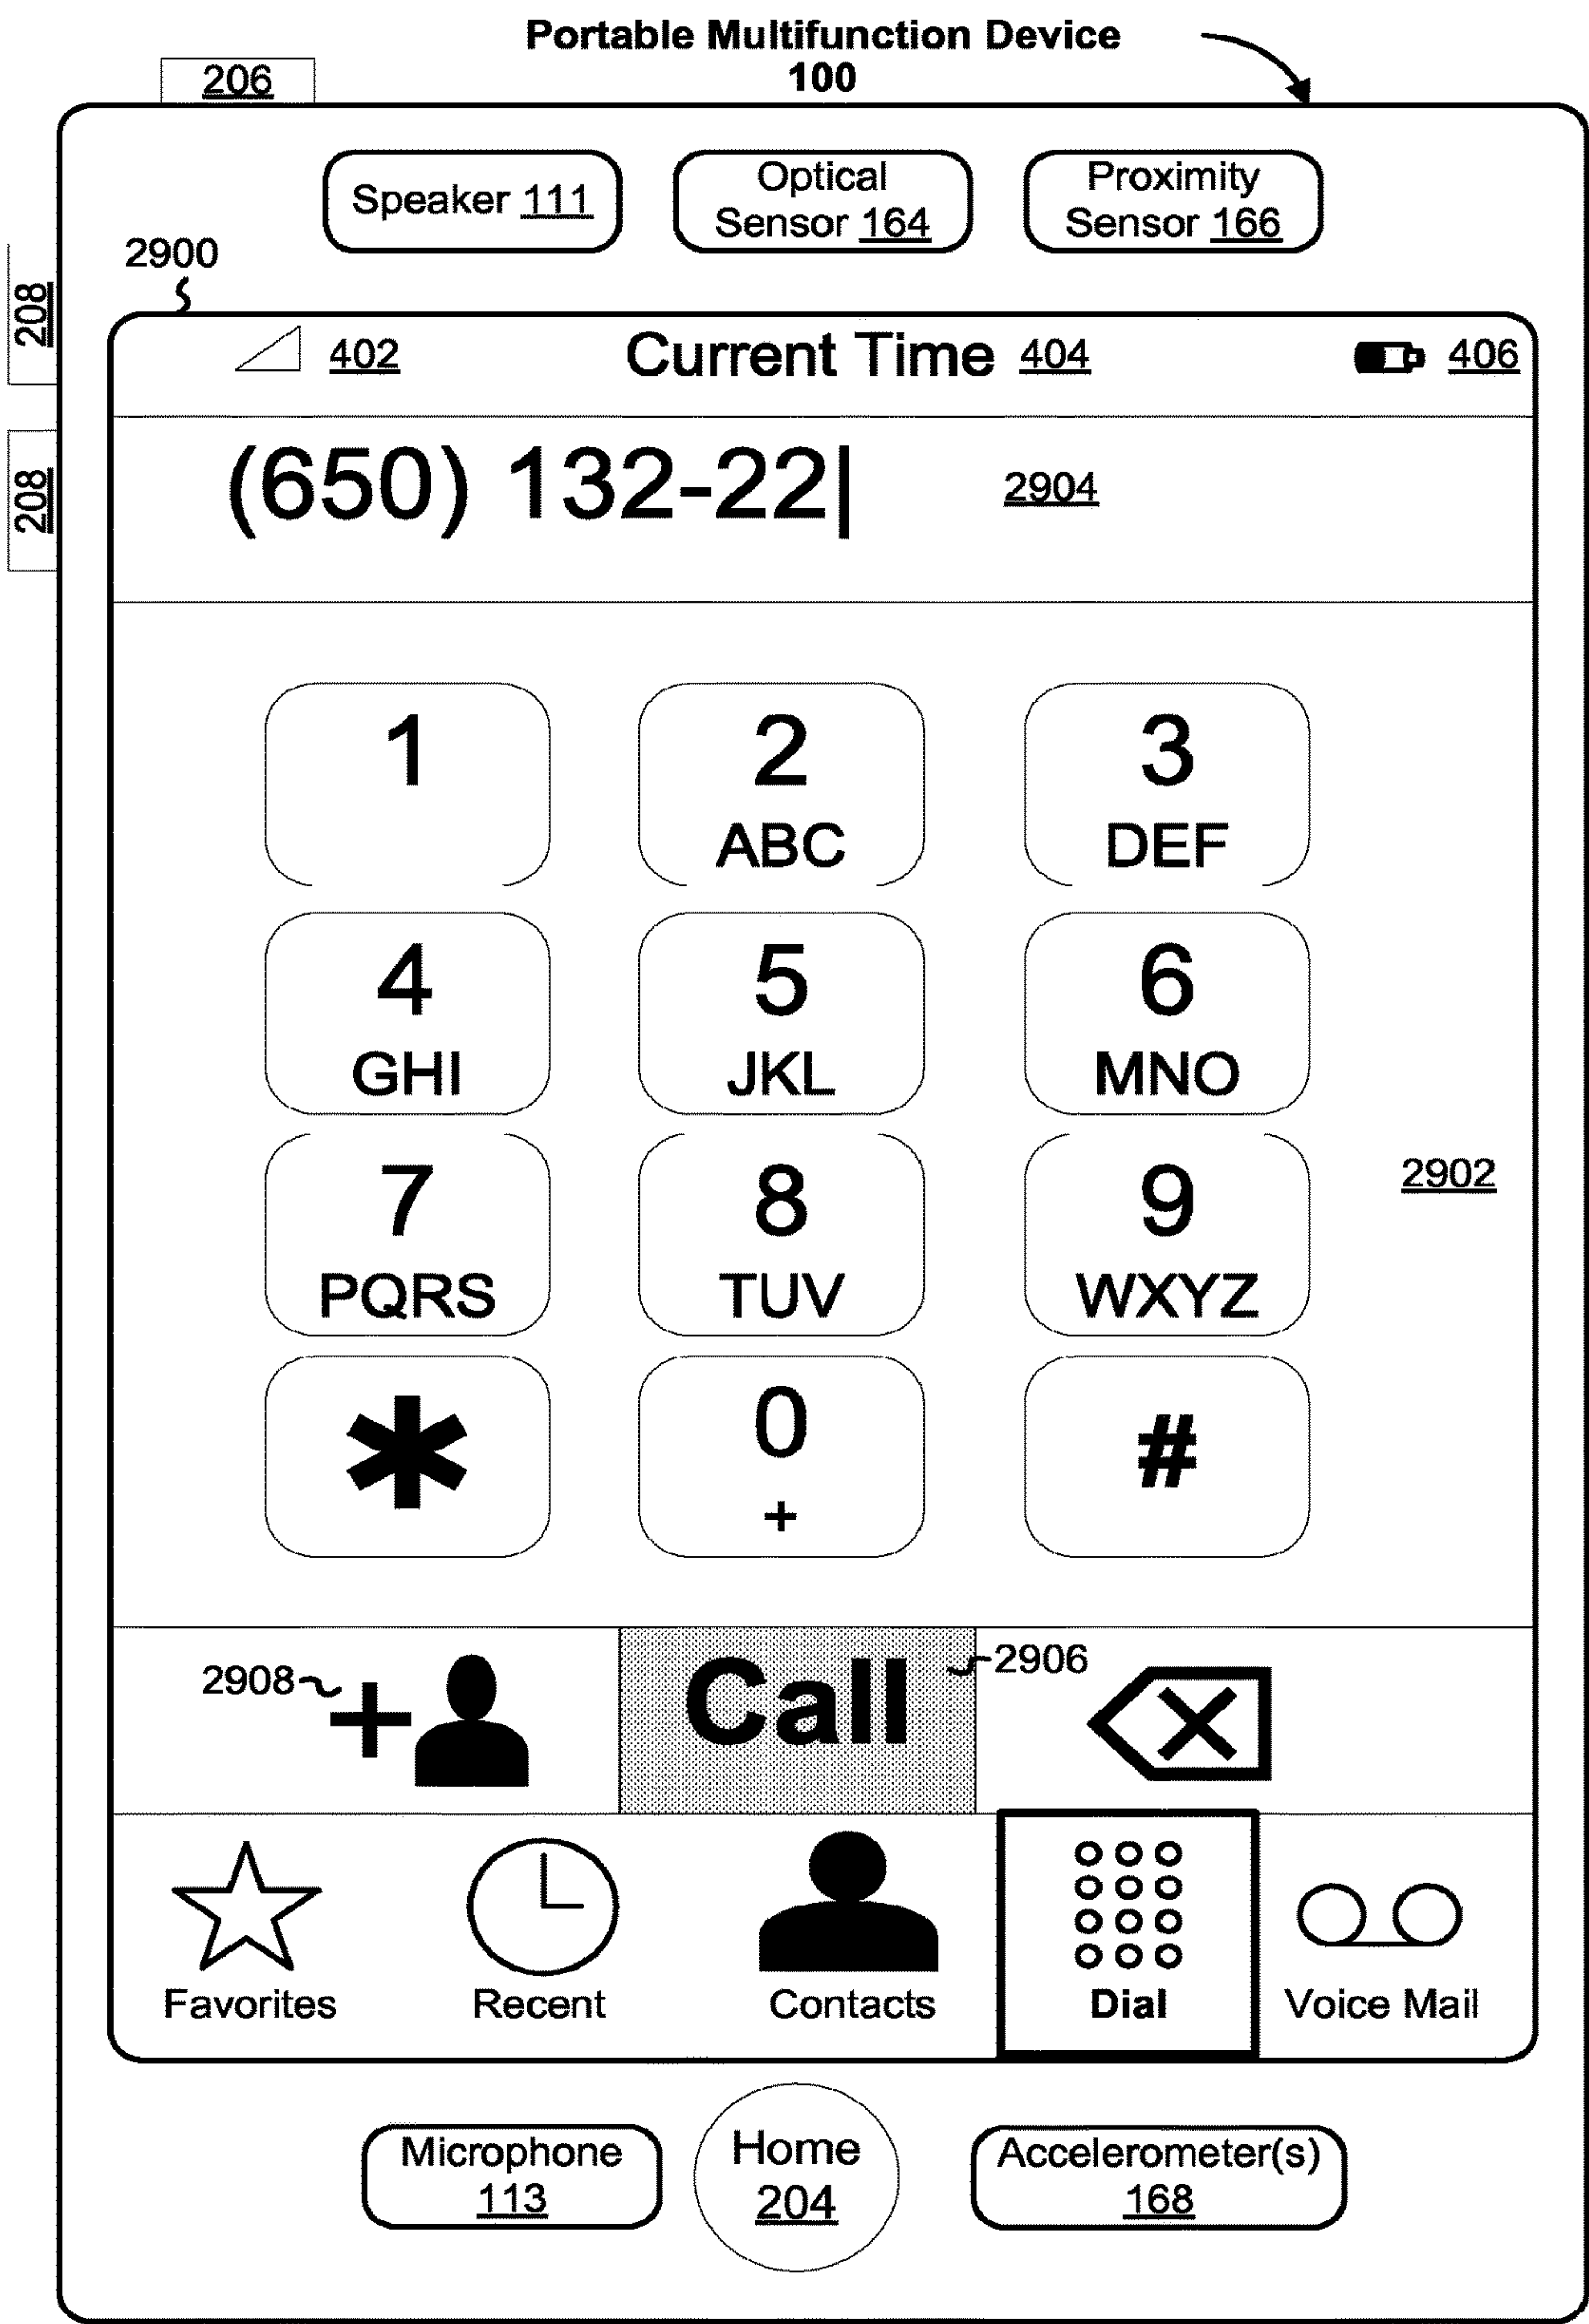 Portable Multifunction Device
100
206
Speaker 111
Optical
Sensor 164
Proximity
Sensor 166
2900
208
402
Current Time 404
406
208
(650) 132-22|
2904
1
2
3
ABC
DEF
4
5
6
GHI
JKL
MNO
7
8
9
2902
PQRS
TUV
WXYZ
*
0
#
+
2908
+
Call
2906
Favorites
Recent
Contacts
Dial
Voice Mail
Microphone
113
Home
204
Accelerometer(s)
168